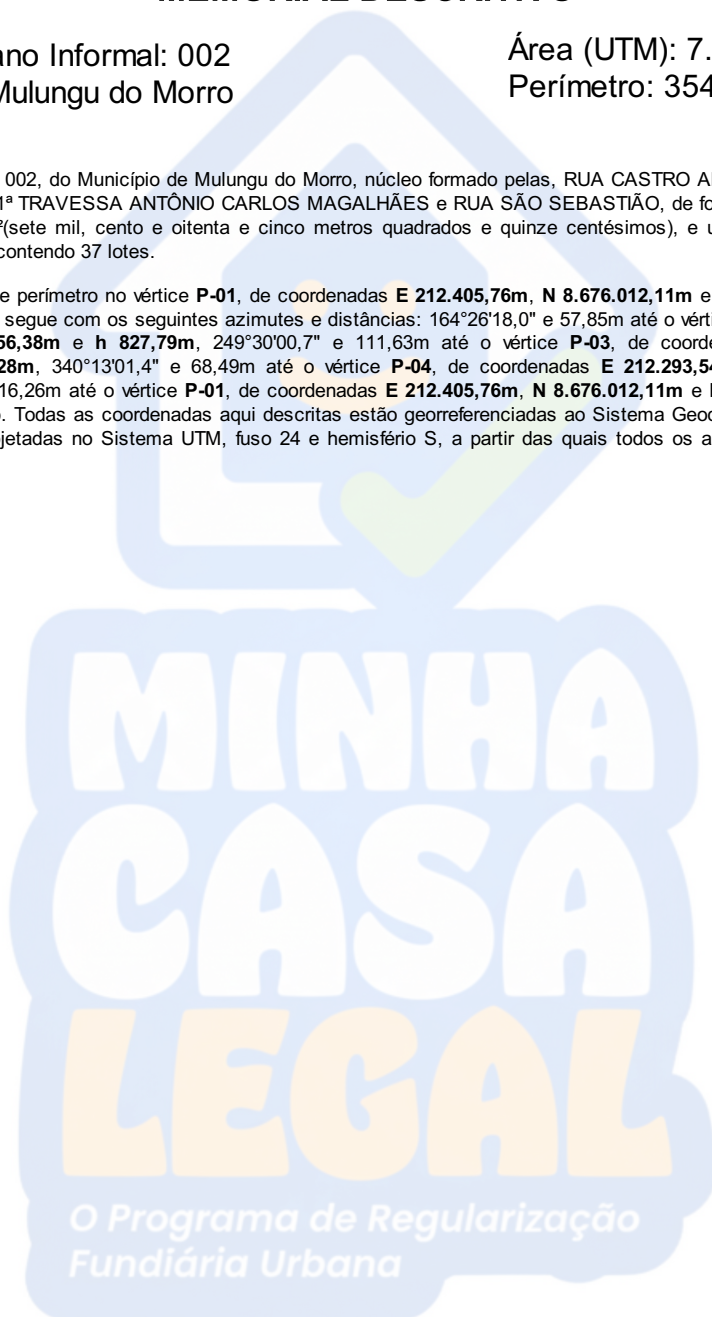 MEMORIAL DESCRITIVO
ano Informal: 002
Área (UTM): 7.
Mulungu do Morro
Perímetro: 354
002, do Município de Mulungu do Morro, núcleo formado pelas, RUA CASTRO A
1ª TRAVESSA ANTÔNIO CARLOS MAGALHÃES e RUA SÃO SEBASTIÃO, de fo
²(sete mil, cento e oitenta e cinco metros quadrados e quinze centésimos), e u
contendo 37 lotes.
e perímetro no vértice P-01, de coordenadas E 212.405,76m, N 8.676.012,11m e
segue com os seguintes azimutes e distâncias: 164°26'18,0" e 57,85m até o vérti
56,38m e h 827,79m, 249°30'00,7" e 111,63m até o vértice P-03, de coorde
28m, 340°13'01,4" e 68,49m até o vértice P-04, de coordenadas E 212.293,54
16,26m até o vértice P-01, de coordenadas E 212.405,76m, N 8.676.012,11m e
). Todas as coordenadas aqui descritas estão georreferenciadas ao Sistema Geoc
jetadas no Sistema UTM, fuso 24 e hemisfério S, a partir das quais todos os a
MINHA
CASA
LEGAL
O Programa de Regularização
Fundiária Urbana